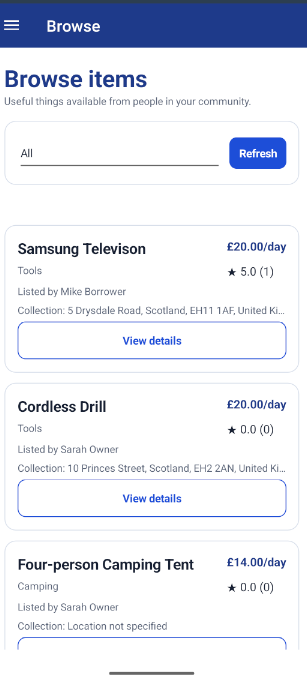 Browse
Browse items
Useful things available from people in your community.
All
Refresh
Samsung Televison
£20.00/day
Tools
★ 5.0 (1)
Listed by Mike Borrower
Collection: 5 Drysdale Road, Scotland, EH11 1AF, United Ki...
View details
Cordless Drill
£20.00/day
Tools
★ 0.0 (0)
Listed by Sarah Owner
Collection: 10 Princes Street, Scotland, EH2 2AN, United Ki...
View details
Four-person Camping Tent
£14.00/day
Camping
★ 0.0 (0)
Listed by Sarah Owner
Collection: Location not specified